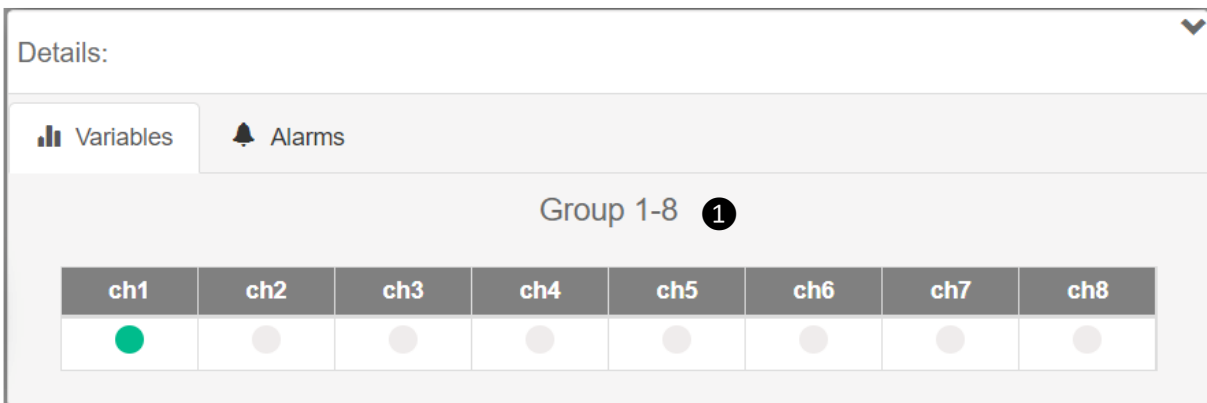 Details:
Variables Alarms
Group 1-8 1
ch1 ch2 ch3 ch4 ch5 ch6 ch7 ch8